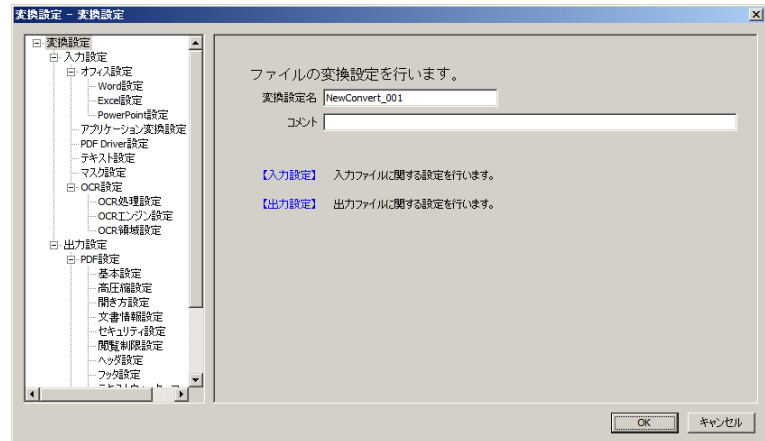 変換設定 - 変換設定
変換設定
入力設定
オフィス設定
Word設定
Excel設定
PowerPoint設定
アプリケーション変換設定
PDF Driver設定
テキスト設定
マスク設定
OCR設定
OCR処理設定
OCRエンジン設定
OCR領域設定
出力設定
PDF設定
基本設定
高圧縮設定
開き方設定
文書情報設定
セキュリティ設定
閲覧制限設定
ヘッダ設定
フッタ設定
ファイルの変換設定を行います。
変換設定名 NewConvert_001
コメント
【入力設定】 入力ファイルに関する設定を行います。
【出力設定】 出力ファイルに関する設定を行います。
OK キャンセル